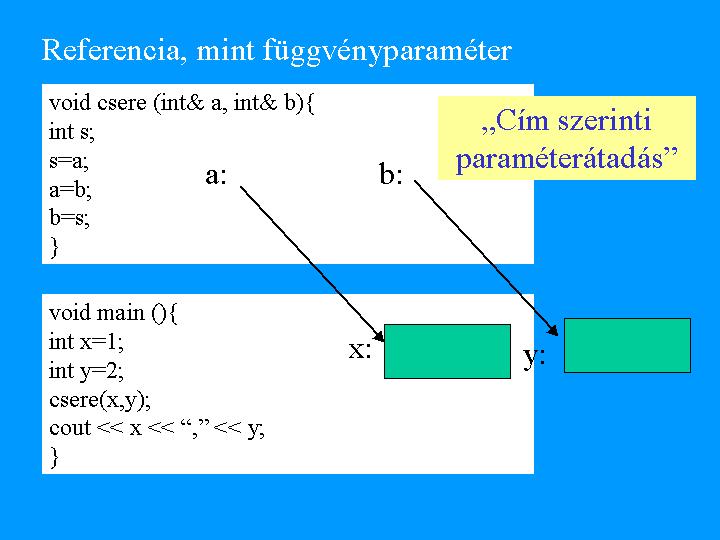 Referencia, mint függvényparaméter
void csere (int& a, int& b){
int s;
s=a;
a=b;
b=s;
}
a:
b:
„Cím szerinti
paraméterátadás”
void main (){
int x=1;
int y=2;
csere(x,y);
cout << x << “,” << y;
}
x:
y: